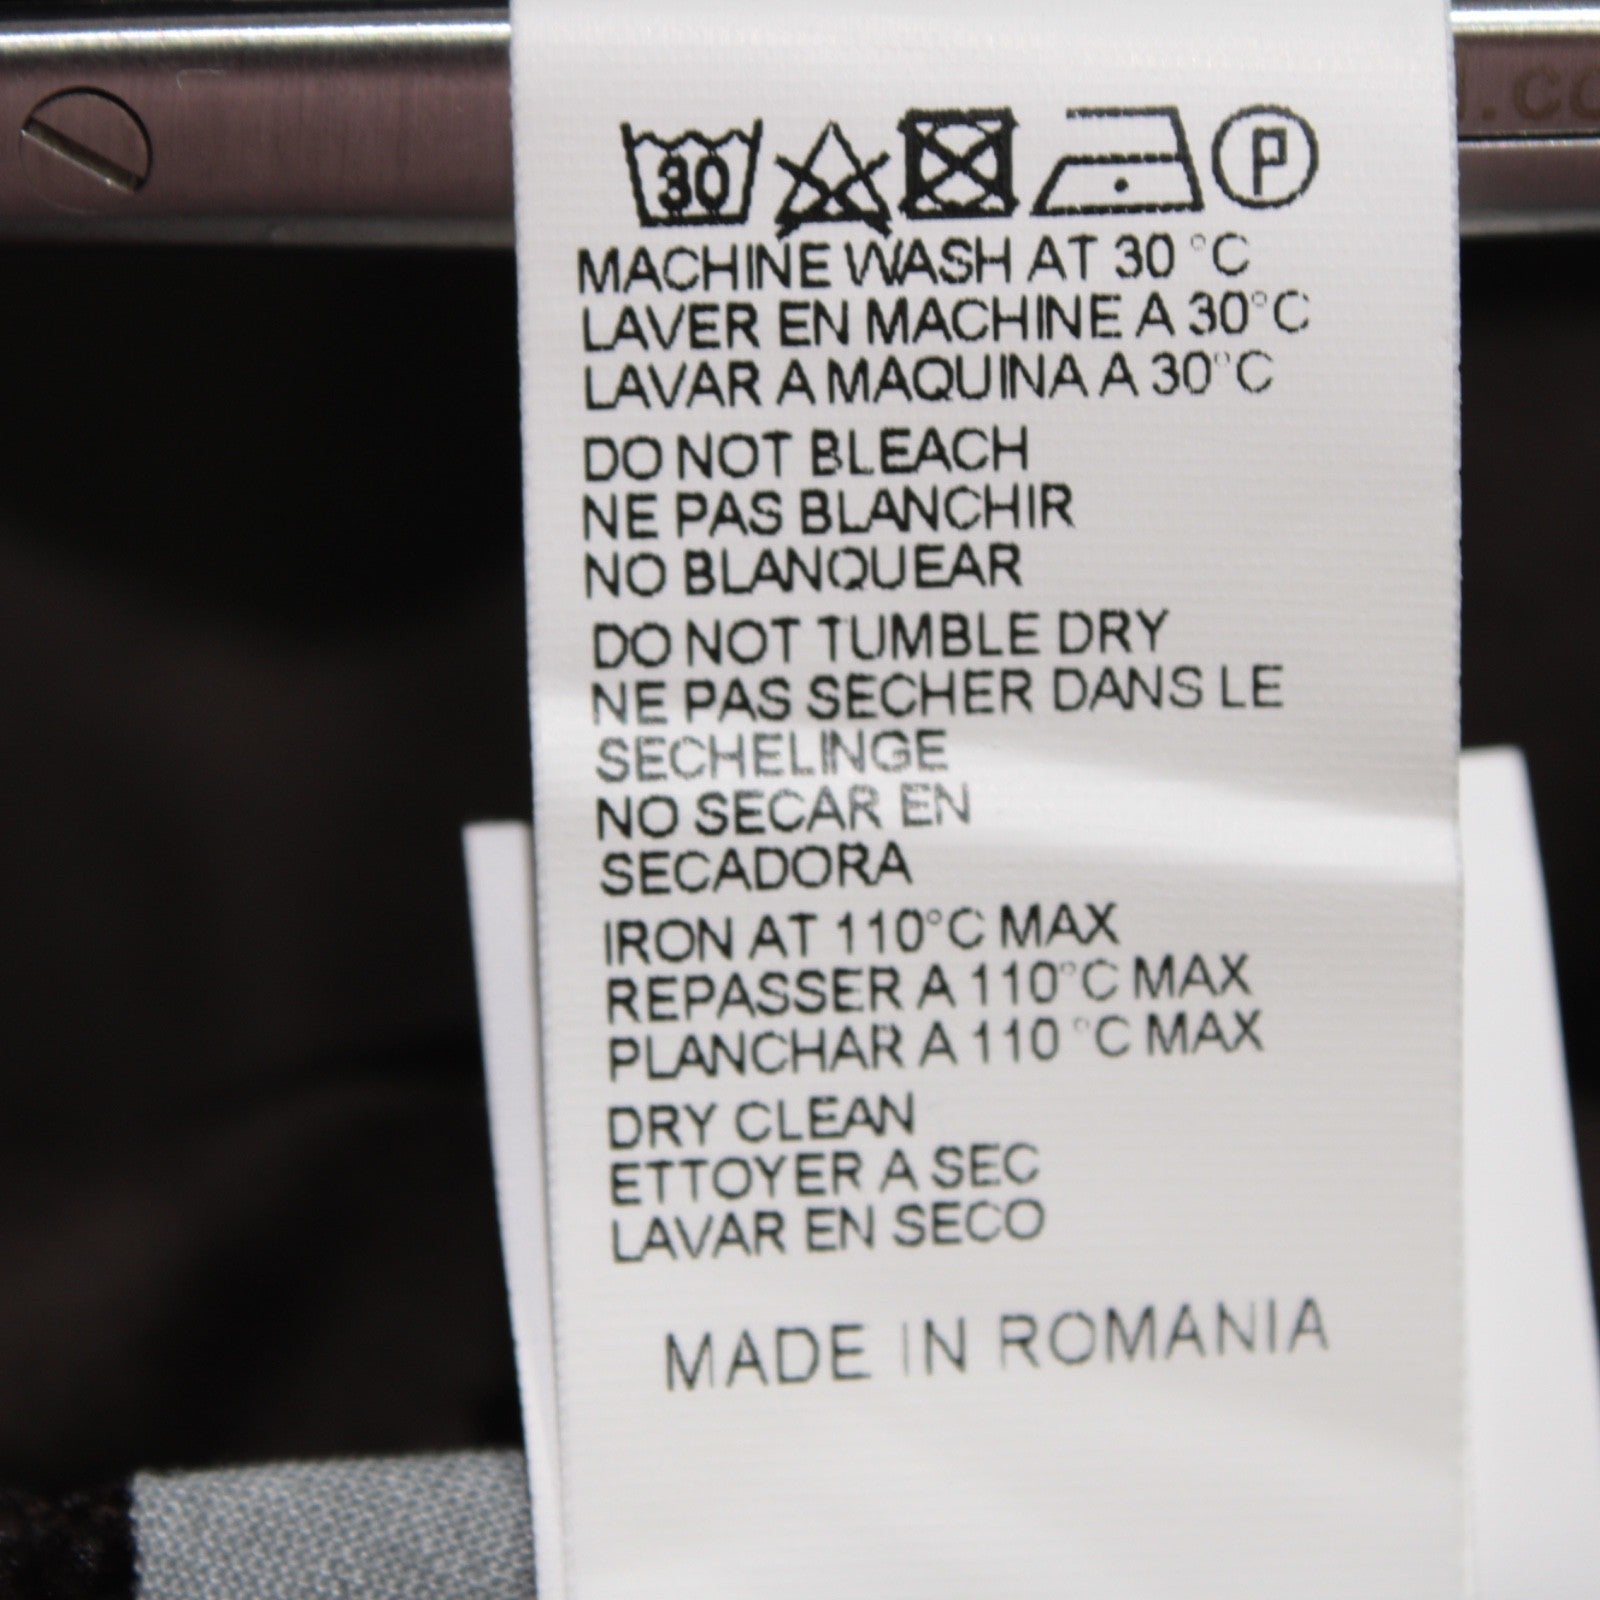 .co
30 P
MACHINE WASH AT 30 °C
LAVER EN MACHINE A 30°C
LAVAR A MAQUINA A 30°C
DO NOT BLEACH
NE PAS BLANCHIR
NO BLANQUEAR
DO NOT TUMBLE DRY
NE PAS SECHER DANS LE
SECHELINGE
NO SECAR EN
SECADORA
IRON AT 110°C MAX
REPASSER A 110°C MAX
PLANCHAR A 110 °C MAX
DRY CLEAN
ETTOYER A SEC
LAVAR EN SECO
MADE IN ROMANIA